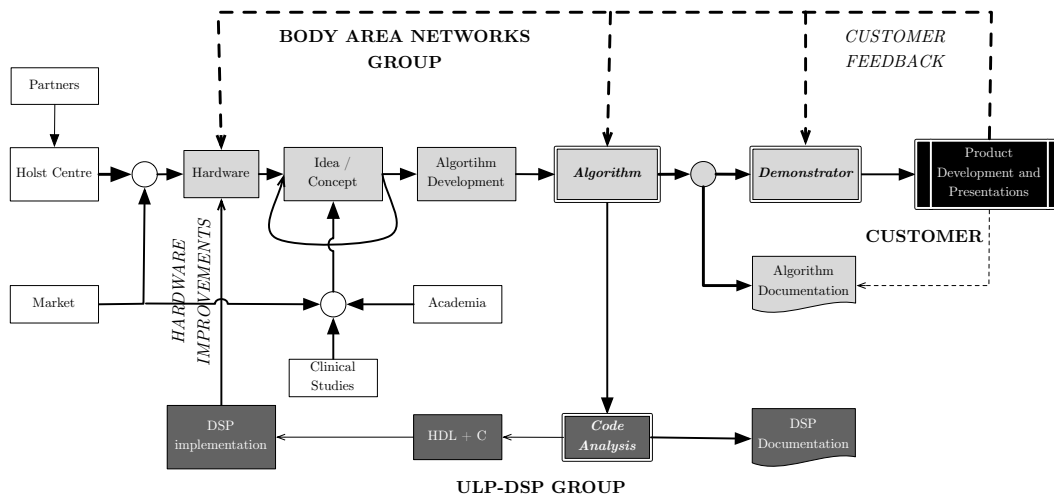 BODY AREA NETWORKS
GROUP
CUSTOMER
FEEDBACK
Partners
Holst Centre
Hardware
Idea /
Concept
Algortihm
Development
Algorithm
Demonstrator
Product
Development and
Presentations
CUSTOMER
HARDWARE
IMPROVEMENTS
Market
Academia
Algorithm
Documentation
Clinical
Studies
DSP
implementation
HDL + C
Code
Analysis
DSP
Documentation
ULP-DSP GROUP